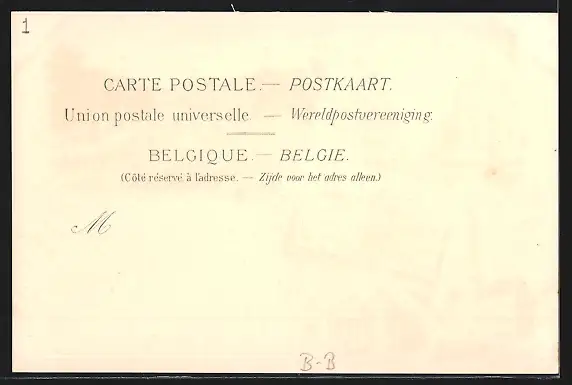 1
CARTE POSTALE. — POSTKAART.
Union postale universelle — Wereldpostvereeniging.
BELGIQUE. — BELGIE.
(Côté réservé à l'adresse. — Zijde voor het adres alleen.)
M
B-B